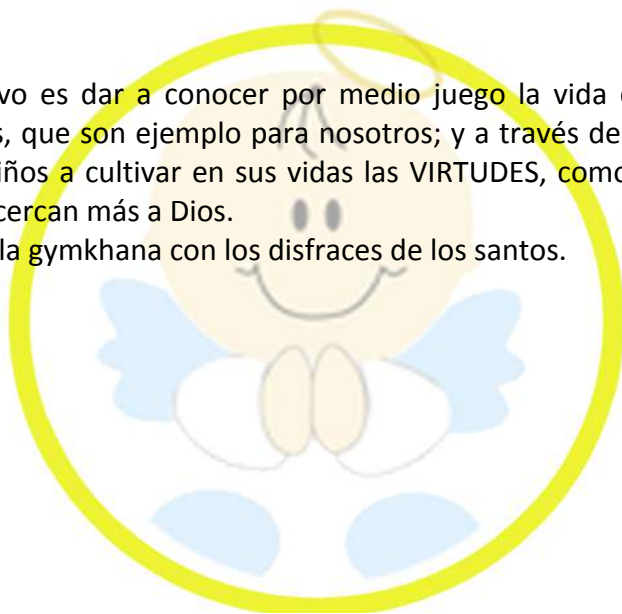 vo es dar a conocer por medio juego la vida
s, que son ejemplo para nosotros; y a través de
iños a cultivar en sus vidas las VIRTUDES, como
cercan más a Dios.
la gymkhana con los disfraces de los santos.